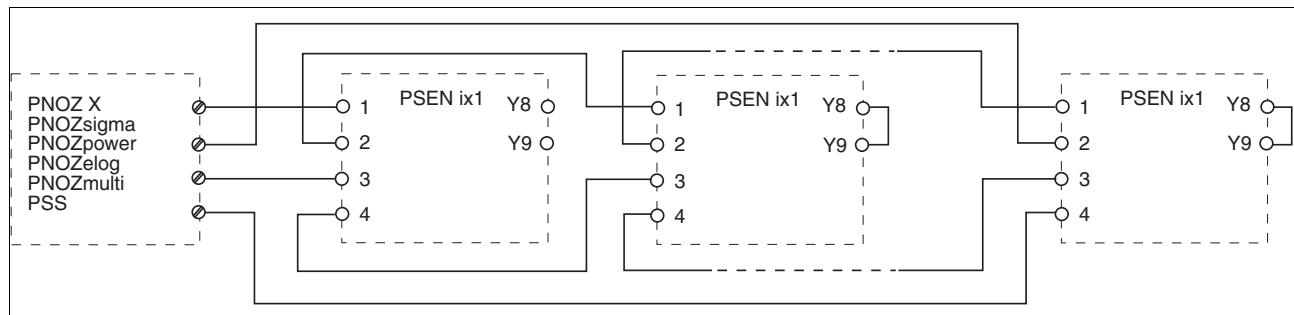 PNOZ X
PNOZsigma
PNOZpower
PNOZelog
PNOZmulti
PSS
1
2
3
4
PSEN ix1
Y8
Y9
1
2
3
4
PSEN ix1
Y8
Y9
1
2
3
4
PSEN ix1
Y8
Y9